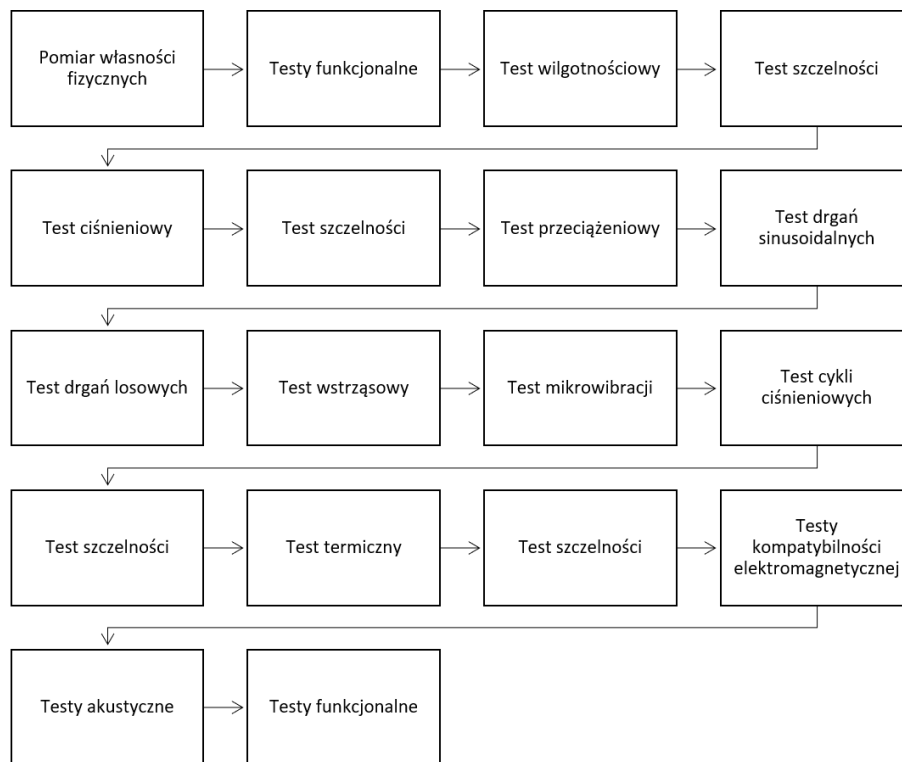 Pomiar własności
fizycznych
Testy funkcjonalne
Test wilgotnościowy
Test szczelności
Test ciśnieniowy
Test szczelności
Test przeciążeniowy
Test drgań
sinusoidalnych
Test drgań losowych
Test wstrząsowy
Test mikrowibracji
Test cykli
ciśnieniowych
Test szczelności
Test termiczny
Test szczelności
Testy
kompatybilności
elektromagnetycznej
Testy akustyczne
Testy funkcjonalne